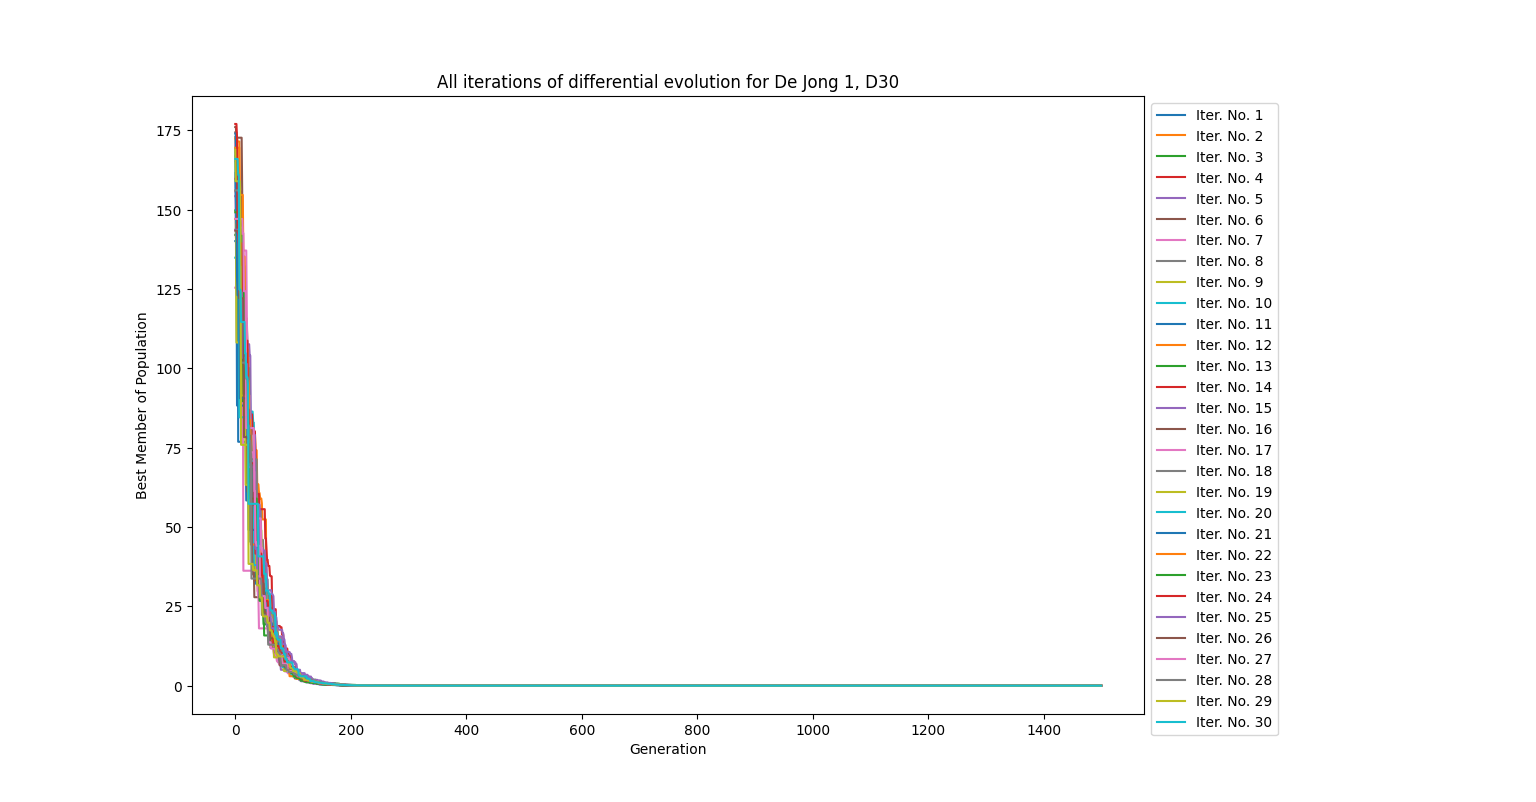 All iterations of differential evolution for De Jong 1, D30
175
150
125
100
75
50
25
0
Best Member of Population
0 200 400 600 800 1000 1200 1400
Generation
Iter. No. 1
Iter. No. 2
Iter. No. 3
Iter. No. 4
Iter. No. 5
Iter. No. 6
Iter. No. 7
Iter. No. 8
Iter. No. 9
Iter. No. 10
Iter. No. 11
Iter. No. 12
Iter. No. 13
Iter. No. 14
Iter. No. 15
Iter. No. 16
Iter. No. 17
Iter. No. 18
Iter. No. 19
Iter. No. 20
Iter. No. 21
Iter. No. 22
Iter. No. 23
Iter. No. 24
Iter. No. 25
Iter. No. 26
Iter. No. 27
Iter. No. 28
Iter. No. 29
Iter. No. 30